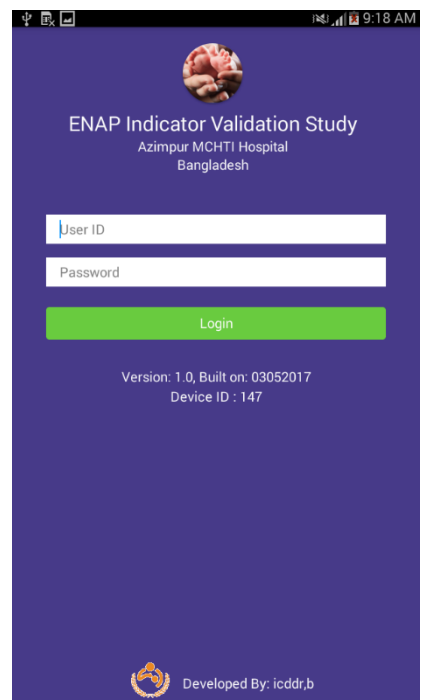 9:18 AM
ENAP Indicator Validation Study
Azimpur MCHTI Hospital
Bangladesh
User ID
Password
Login
Version: 1.0, Built on: 03052017
Device ID : 147
Developed By: icddr,b